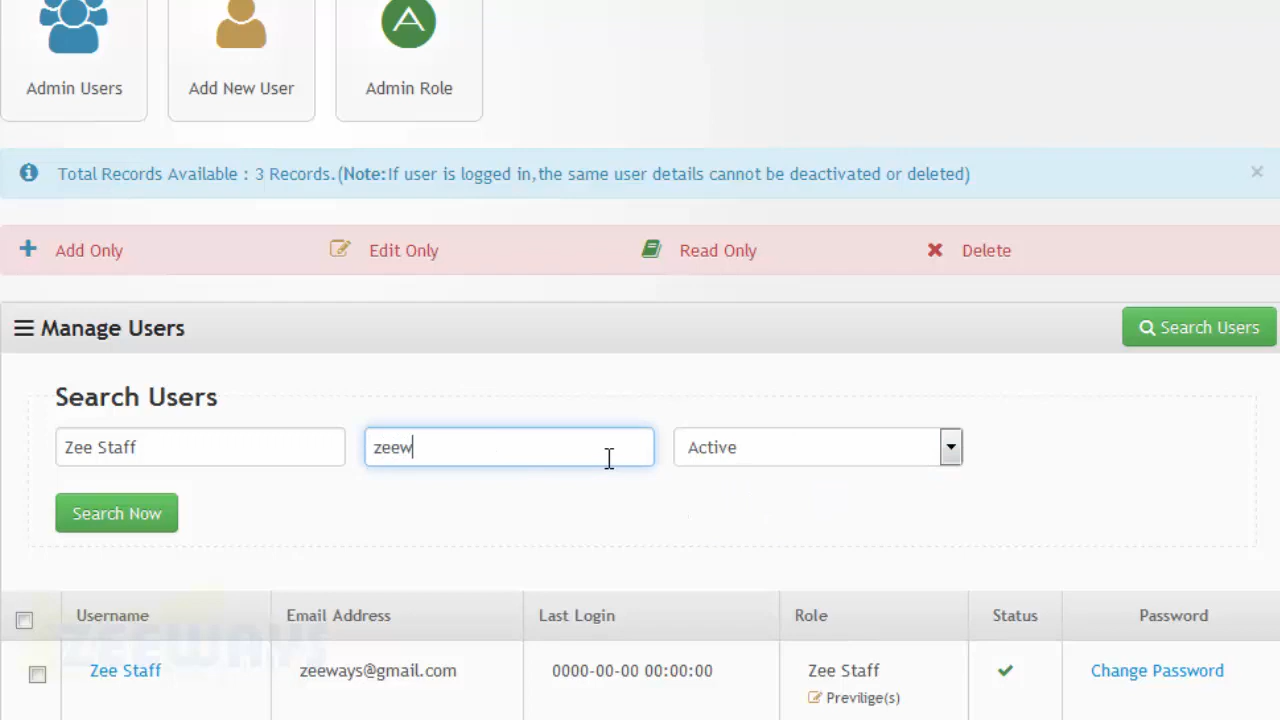 Admin Users
Add New User
Admin Role
Total Records Available : 3 Records.(Note:If user is logged in,the same user details cannot be deactivated or deleted)
Add Only
Edit Only
Read Only
Delete
Manage Users
Search Users
Search Users
Zee Staff
zeew
Active
Search Now
Username
Email Address
Last Login
Role
Status
Password
ZEEWAYS
Zee Staff
zeeways@gmail.com
0000-00-00 00:00:00
Zee Staff
Change Password
Previlige(s)